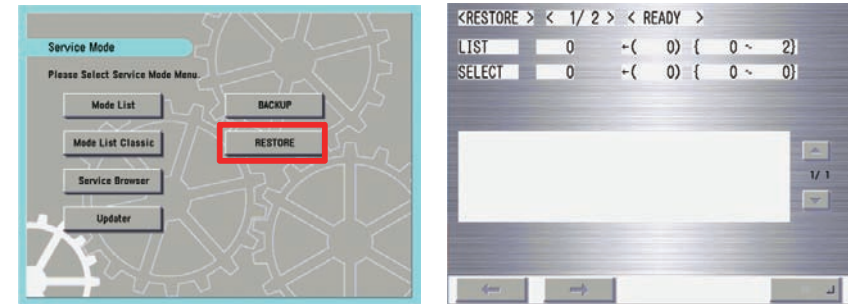 Service Mode
Please Select Service Mode Menu.
Mode List
BACKUP
Mode List Classic
RESTORE
Service Browser
Updater
<RESTORE > < 1/ 2 > < READY >
LIST 0 ←( 0) { 0 ~ 2}
SELECT 0 ←( 0) { 0 ~ 0}
1/ 1